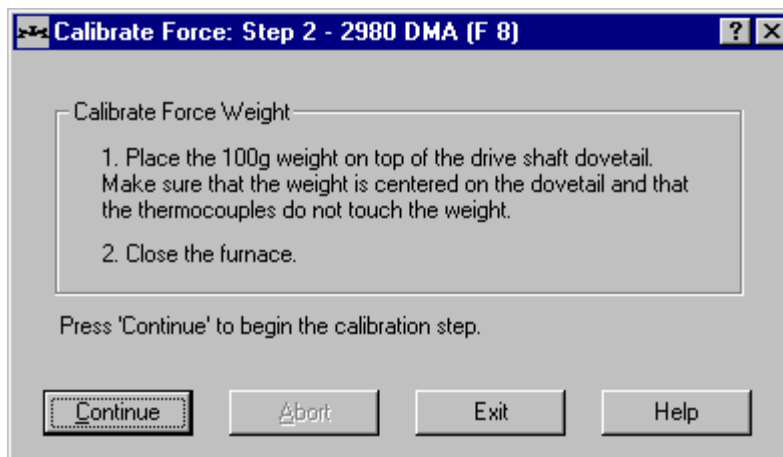 Calibrate Force: Step 2 - 2980 DMA (F 8)
Calibrate Force Weight
1. Place the 100g weight on top of the drive shaft dovetail.
Make sure that the weight is centered on the dovetail and that
the thermocouples do not touch the weight.
2. Close the furnace.
Press 'Continue' to begin the calibration step.
Continue Abort Exit Help